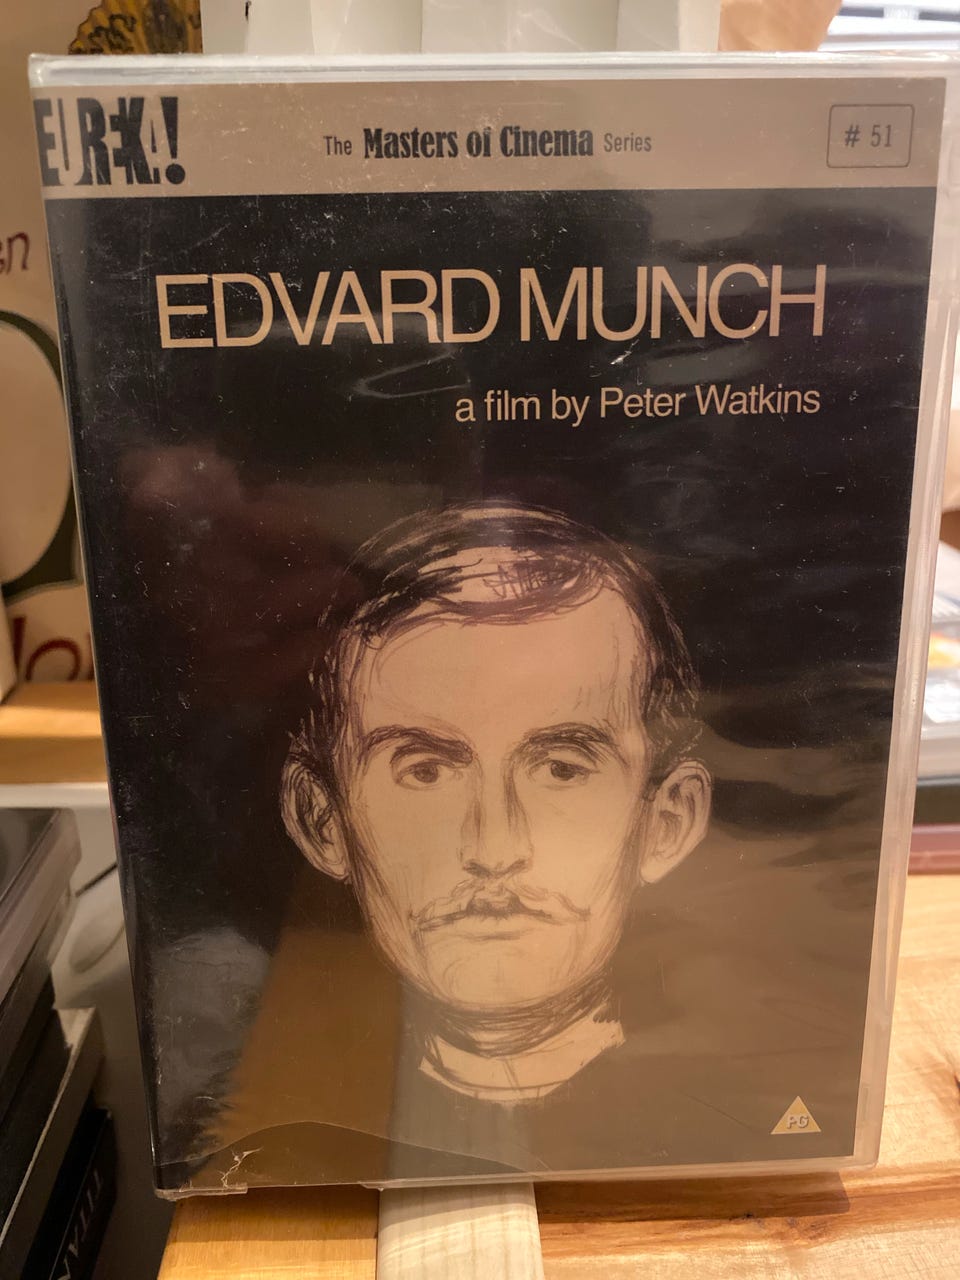 EUREKA!
The Masters of Cinema Series
# 51
EDVARD MUNCH
a film by Peter Watkins
PG